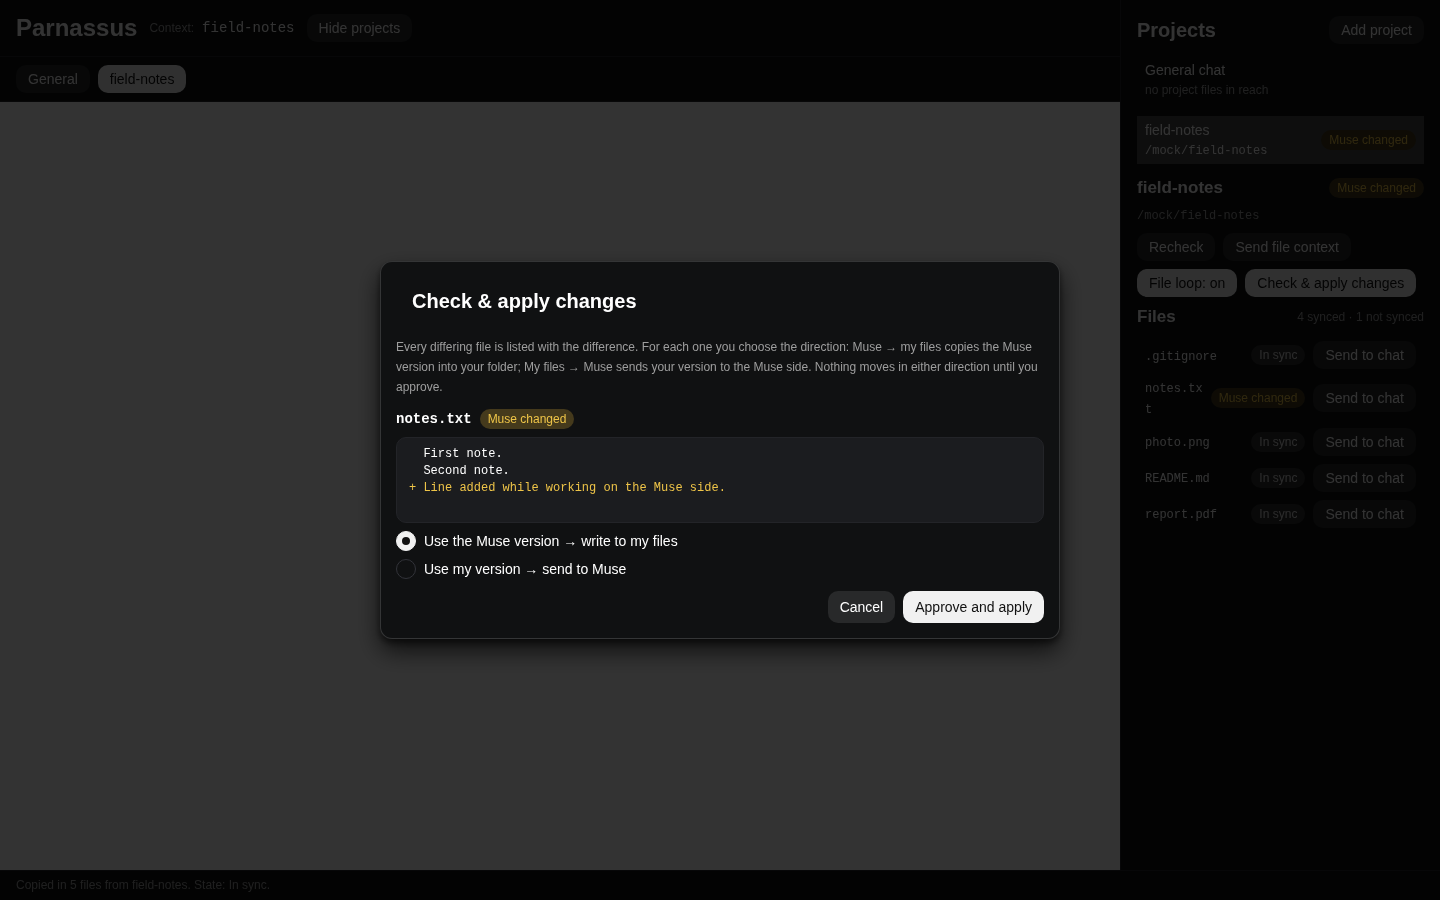 Parnassus Context: field-notes Hide projects
General field-notes
Projects Add project
General chat
no project files in reach
field-notes
/mock/field-notes
Muse changed
field-notes Muse changed
/mock/field-notes
Recheck Send file context
File loop: on Check & apply changes
Files 4 synced · 1 not synced
.gitignore In sync Send to chat
notes.tx
t
Muse changed Send to chat
photo.png In sync Send to chat
README.md In sync Send to chat
report.pdf In sync Send to chat
Check & apply changes
Every differing file is listed with the difference. For each one you choose the direction: Muse → my files copies the Muse
version into your folder; My files → Muse sends your version to the Muse side. Nothing moves in either direction until you
approve.
notes.txt Muse changed
First note.
Second note.
+ Line added while working on the Muse side.
Use the Muse version → write to my files
Use my version → send to Muse
Cancel Approve and apply
Copied in 5 files from field-notes. State: In sync.